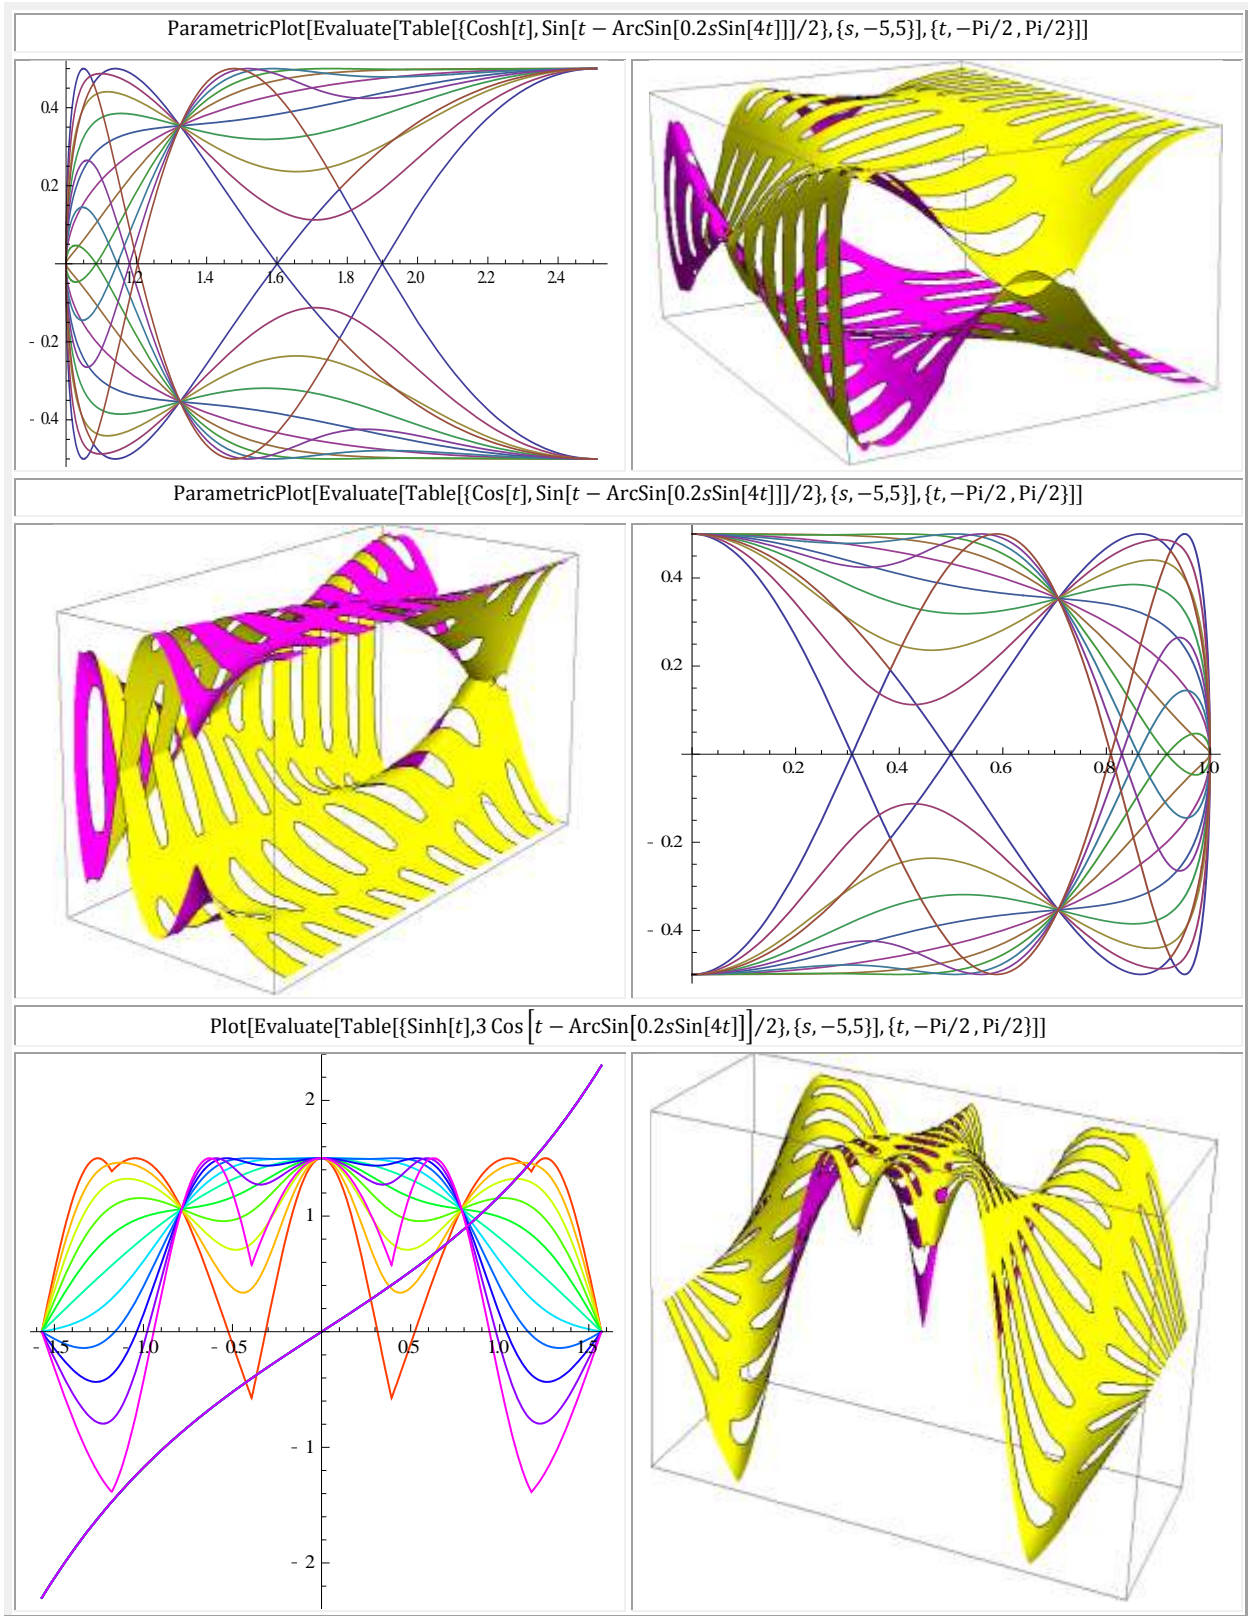 ParametricPlot[Evaluate[Table[{Cosh[t], Sin[t − ArcSin[0.2sSin[4t]]]/2}, {s, −5,5}], {t, −Pi/2 , Pi/2}]]
0.4
0.2
1.2 1.4 1.6 1.8 2.0 2.2 2.4
- 0.2
- 0.4
ParametricPlot[Evaluate[Table[{Cos[t], Sin[t − ArcSin[0.2sSin[4t]]]/2}, {s, −5,5}], {t, −Pi/2 , Pi/2}]]
0.4
0.2
0.2 0.4 0.6 0.8 1.0
- 0.2
- 0.4
Plot[Evaluate[Table[{Sinh[t],3 Cos [t − ArcSin[0.2sSin[4t]]]/2}, {s, −5,5}], {t, −Pi/2 , Pi/2}]]
2
1
- 1.5 - 1.0 - 0.5 0.5 1.0 1.5
- 1
- 2